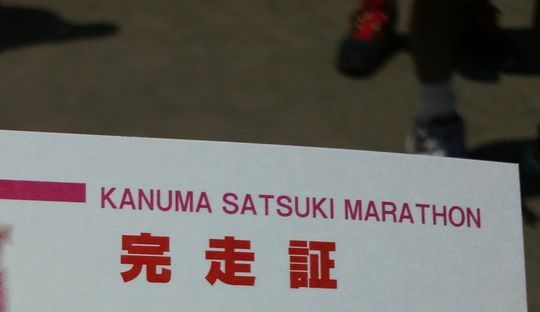 KANUMA SATSUKI MARATHON
完走証